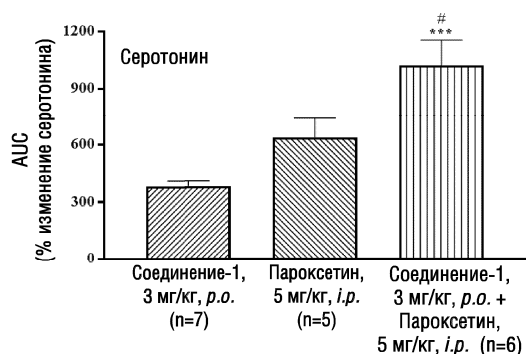 1200
900
600
300
0
AUC
(% изменение серотонина)
Серотонин
#
***
Соединение-1,
3 мг/кг, p.o.
(n=7)
Пароксетин,
5 мг/кг, i.p.
(n=5)
Соединение-1,
3 мг/кг, p.o. +
Пароксетин,
5 мг/кг, i.p. (n=6)